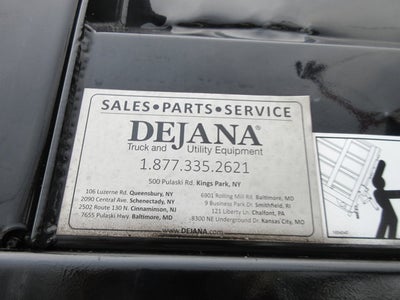 SALES • PARTS • SERVICE
DEJANA®
Truck and Utility Equipment
1.877.335.2621
500 Pulaski Rd. Kings Park, NY
106 Luzerne Rd. Queensbury, NY
2090 Central Ave. Schenectady, NY
2502 Route 130 N. Cinnaminson, NJ
7655 Pulaski Hwy. Baltimore, MD
6901 Rolling Mill Rd. Baltimore, MD
9 Business Park Dr. Smithfield, RI
121 Liberty Ln. Chalfont, PA
8300 NE Underground Dr. Kansas City, MO
www.DEJANA.com